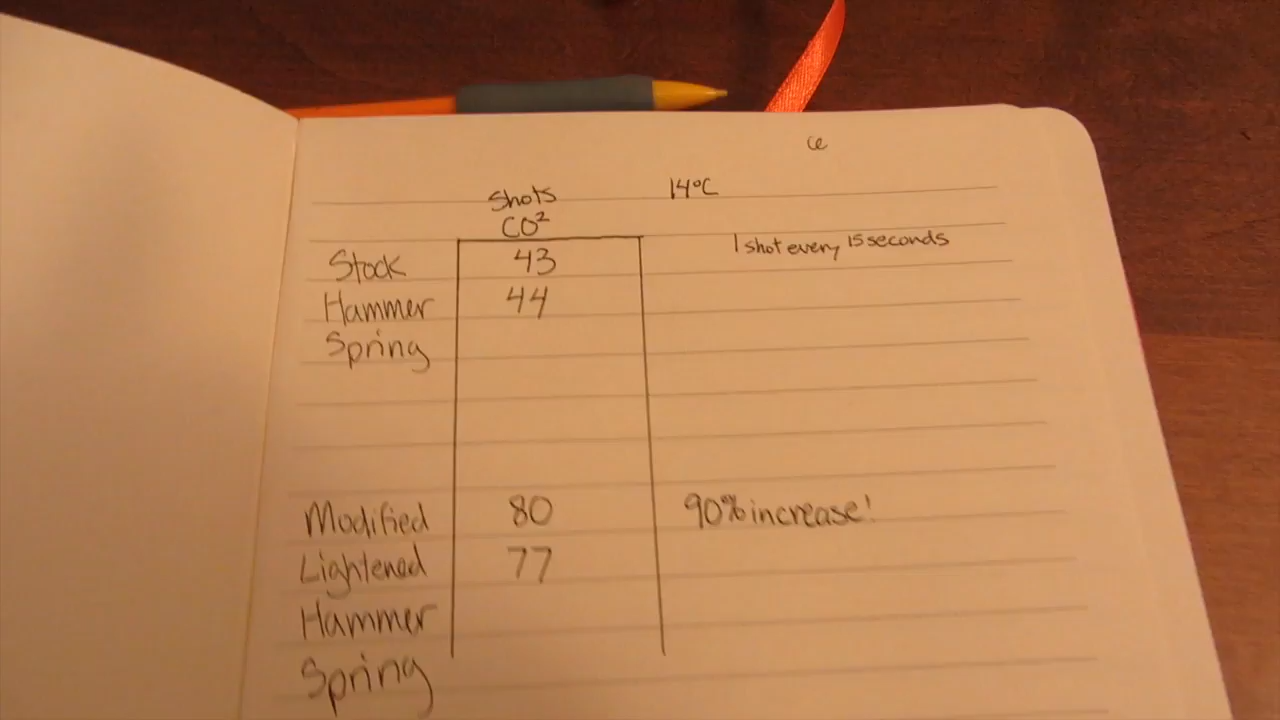 ce
Shots 14°C
CO²
1 shot every 15 seconds
Stock 43
Hammer 44
Spring
Modified 80 90% increase!
Lightened 77
Hammer
Spring